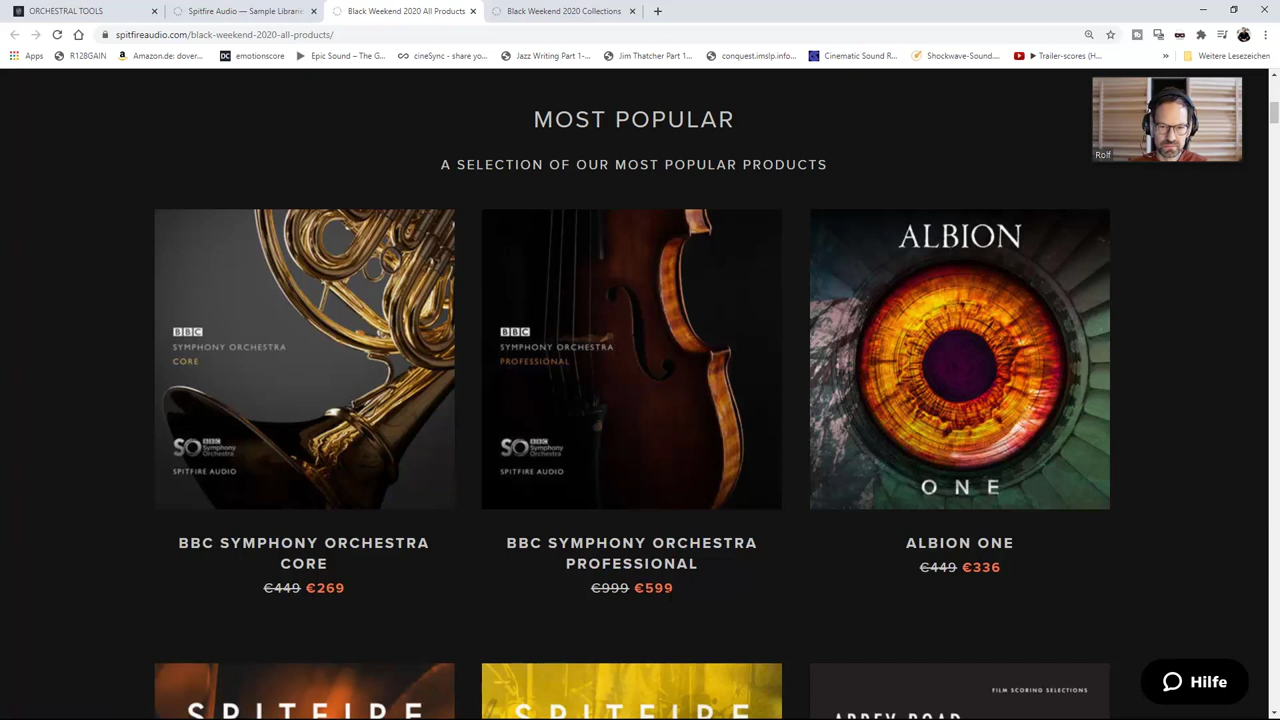 ORCHESTRAL TOOLS
Spitfire Audio — Sample Librarie
Black Weekend 2020 All Products
Black Weekend 2020 Collections
spitfireaudio.com/black-weekend-2020-all-products/
Apps
R128GAIN
Amazon.de: dover...
emotionscore
Epic Sound – The G...
cineSync - share yo...
Jazz Writing Part 1-...
Jim Thatcher Part 1...
conquest.imslp.info...
Cinematic Sound R...
Shockwave-Sound....
Trailer-scores (H...
»
Weitere Lesezeichen
MOST POPULAR
A SELECTION OF OUR MOST POPULAR PRODUCTS
Rolf
BBC
SYMPHONY ORCHESTRA
CORE
SO BBC Symphony Orchestra
SPITFIRE AUDIO
BBC
SYMPHONY ORCHESTRA
PROFESSIONAL
SO BBC Symphony Orchestra
SPITFIRE AUDIO
ALBION
ONE
BBC SYMPHONY ORCHESTRA
CORE
€449 €269
BBC SYMPHONY ORCHESTRA
PROFESSIONAL
€999 €599
ALBION ONE
€449 €336
SPITFIRE
SPITFIRE
FILM SCORING SELECTIONS
ABBEY ROAD
Hilfe